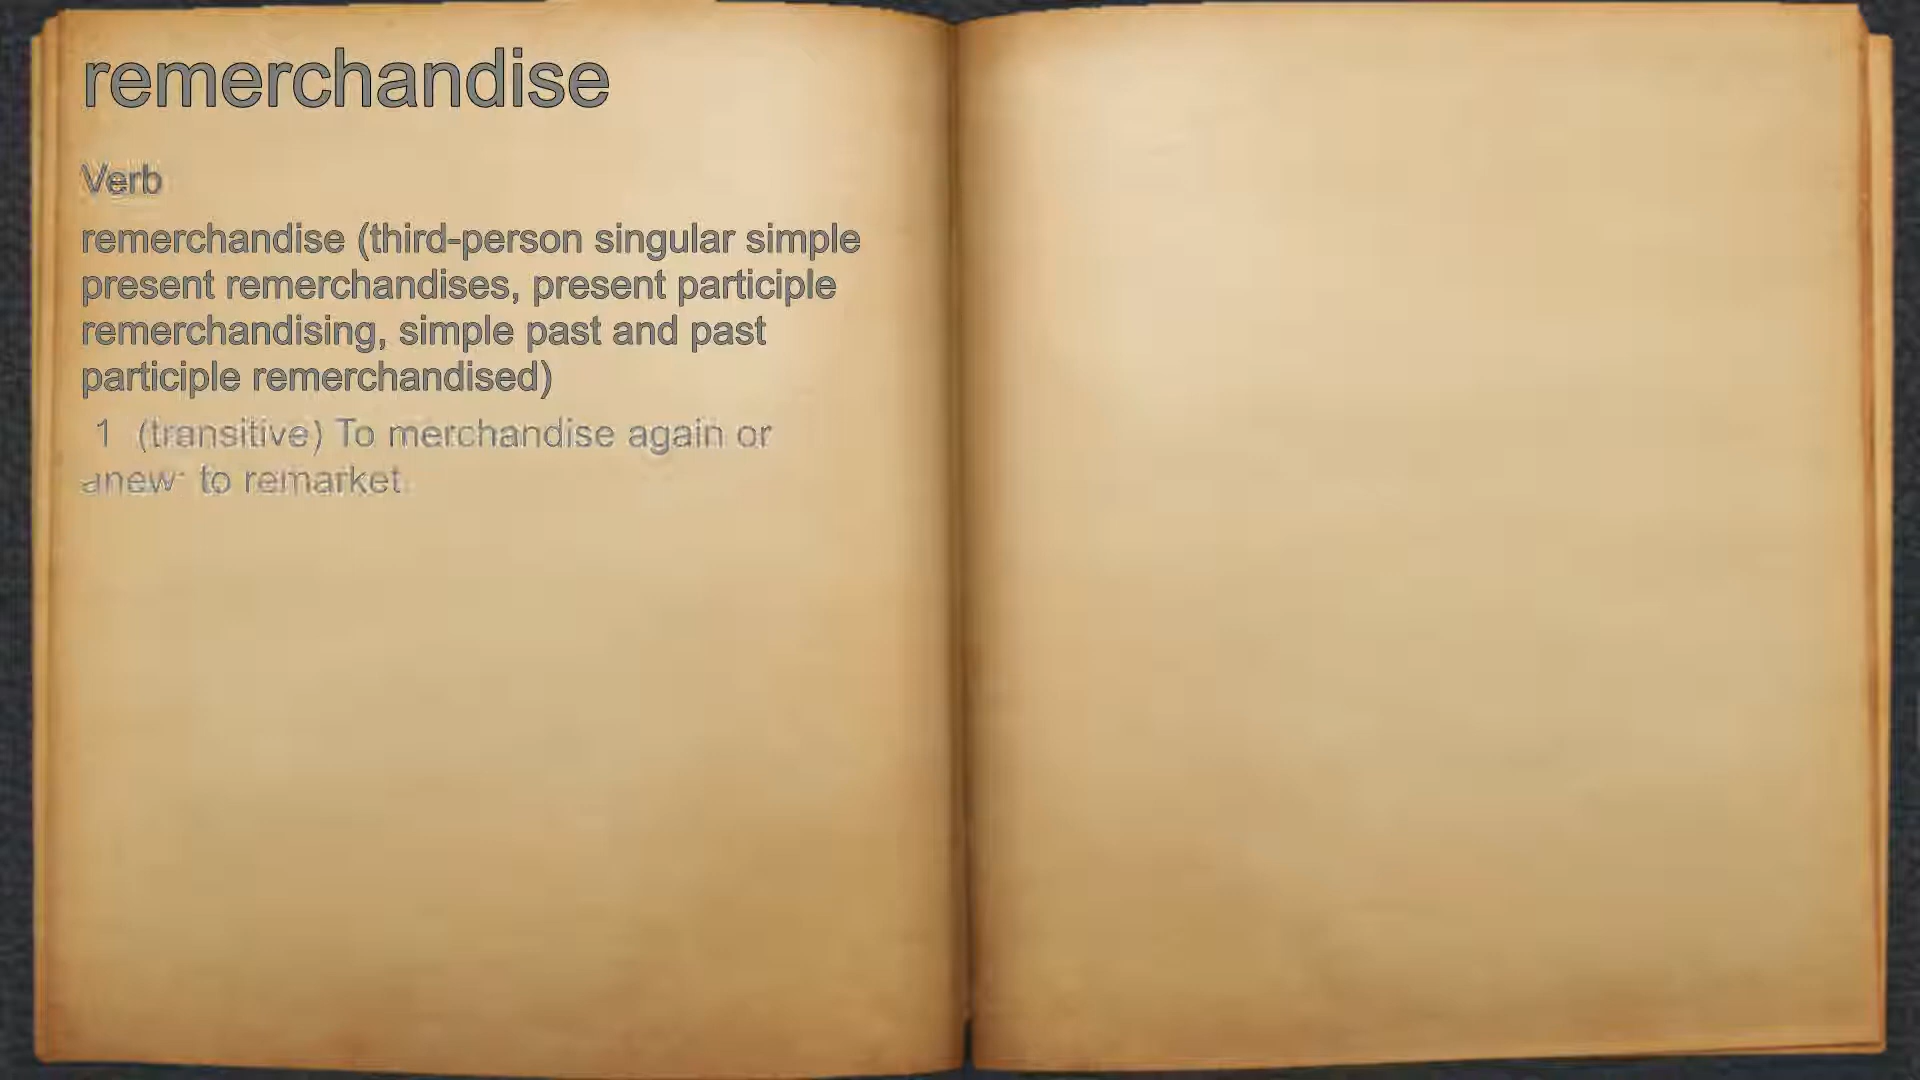 remerchandise
Verb
remerchandise (third-person singular simple
present remerchandises, present participle
remerchandising, simple past and past
participle remerchandised)
1 (transitive) To merchandise again or
anew; to remarket.